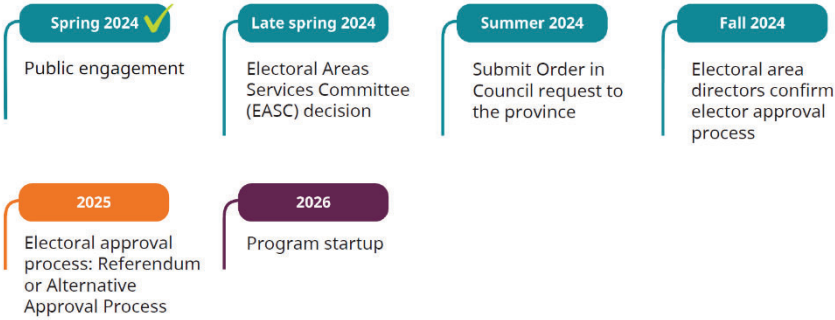 Spring 2024
Public engagement
Late spring 2024
Electoral Areas
Services Committee
(EASC) decision
Summer 2024
Submit Order in
Council request to
the province
Fall 2024
Electoral area
directors confirm
elector approval
process
2025
Electoral approval
process: Referendum
or Alternative
Approval Process
2026
Program startup